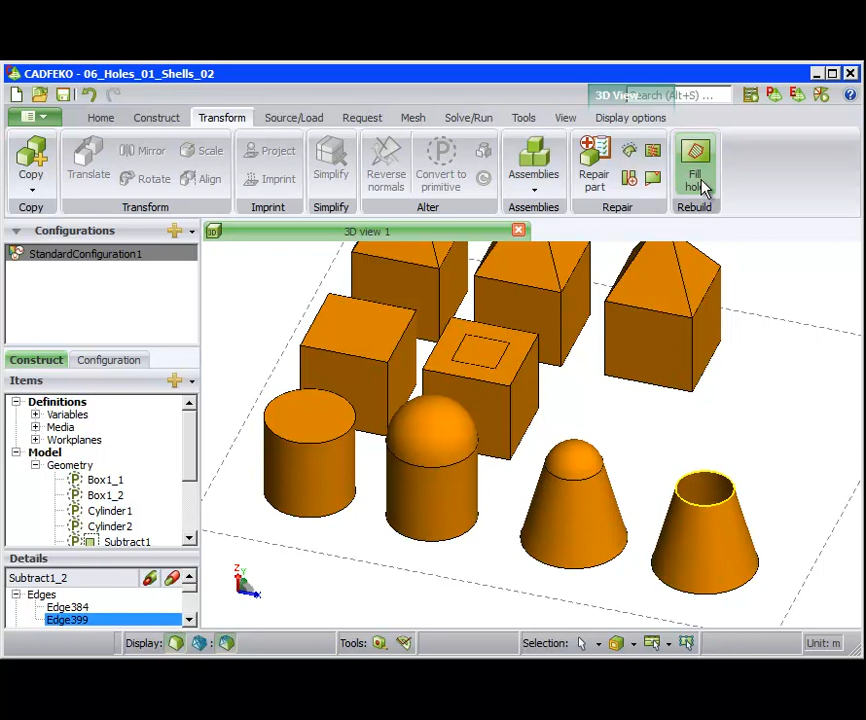 CADFEKO - 06_Holes_01_Shells_02
3D View
Search (Alt+S) ...
Home Construct Transform Source/Load Request Mesh Solve/Run Tools View Display options
Copy
Translate
Mirror
Scale
Rotate
Align
Project
Imprint
Simplify
Reverse normals
Convert to primitive
Assemblies
Repair part
Fill hole
Copy Transform Imprint Simplify Alter Assemblies Repair Rebuild
Configurations
StandardConfiguration1
3D view 1
Construct Configuration
Items
Definitions
Variables
Media
Workplanes
Model
Geometry
Box1_1
Box1_2
Cylinder1
Cylinder2
Subtract1
Details
Subtract1_2
Edges
Edge384
Edge399
Z
Y
X
Display:
Tools:
Selection:
Unit: m